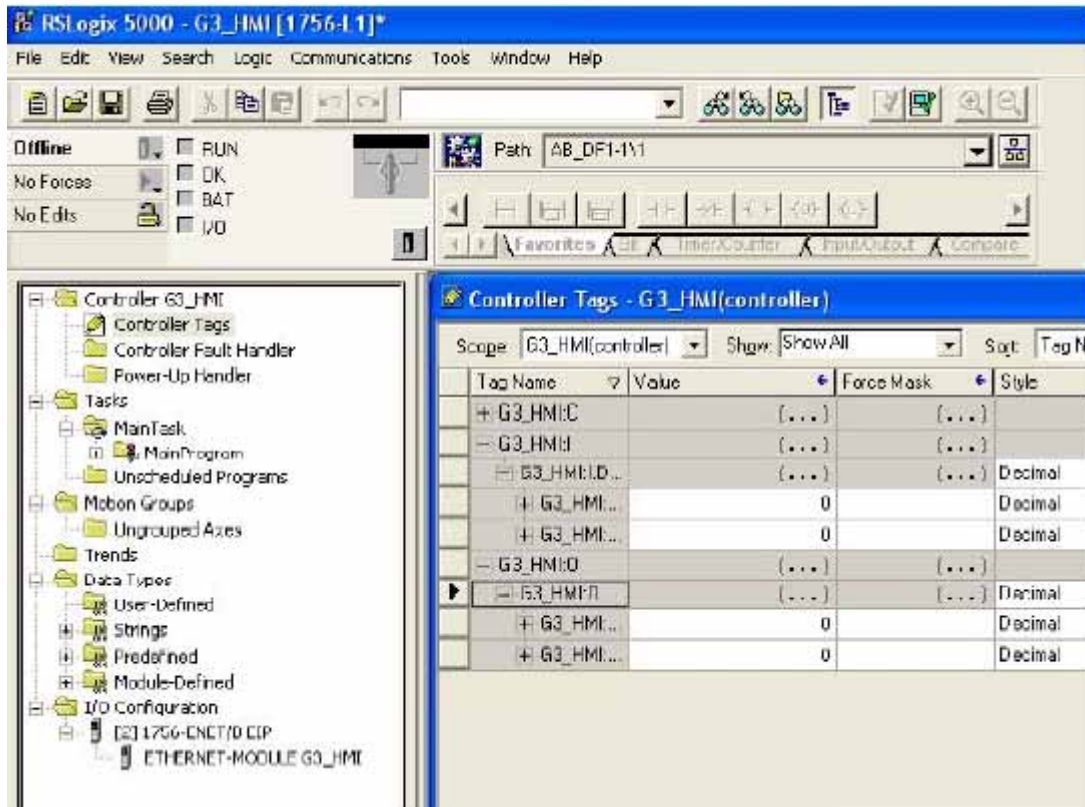 RSLogix 5000 - G3_HMI [1756-L1]*
File Edit View Search Logic Communications Tools Window Help
Offline RUN
No Forces OK
BAT
No Edits I/O
Path: AB_DF1-1\1
Favorites Bit Timer/Counter Input/Output Compare
Controller G3_HMI
Controller Tags
Controller Fault Handler
Power-Up Handler
Tasks
MainTask
MainProgram
Unscheduled Programs
Motion Groups
Ungrouped Axes
Trends
Data Types
User-Defined
Strings
Predefined
Module-Defined
I/O Configuration
[2] 1756-ENET/B EIP
ETHERNET-MODULE G3_HMI
Controller Tags - G3_HMI(controller)
Scope: G3_HMI(controller) Show: Show All Sort: Tag N
Tag Name Value Force Mask Style
G3_HMI:C {...} {...}
G3_HMI:I {...} {...}
G3_HMI:I.D... {...} {...} Decimal
G3_HMI:... 0 Decimal
G3_HMI:... 0 Decimal
G3_HMI:O {...} {...}
{...} {...} Decimal
G3_HMI:... 0 Decimal
G3_HMI:... 0 Decimal